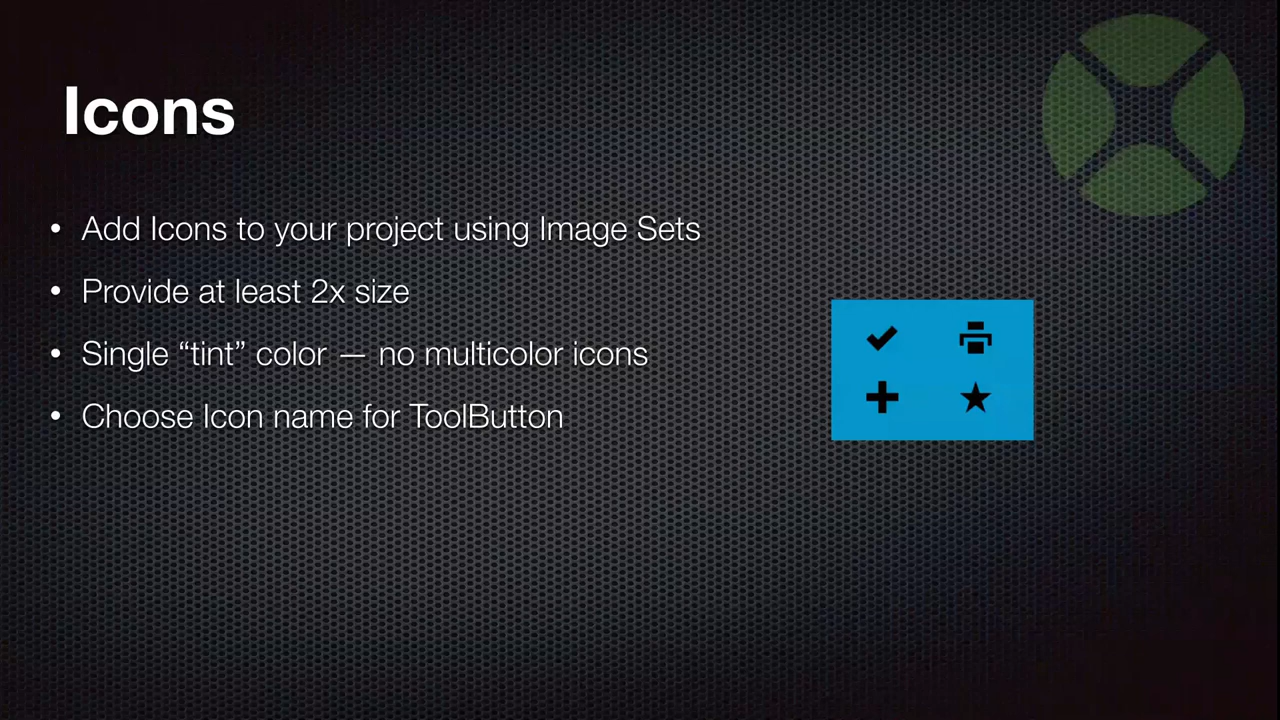 Icons
• Add Icons to your project using Image Sets
• Provide at least 2x size
• Single “tint” color — no multicolor icons
• Choose Icon name for ToolButton